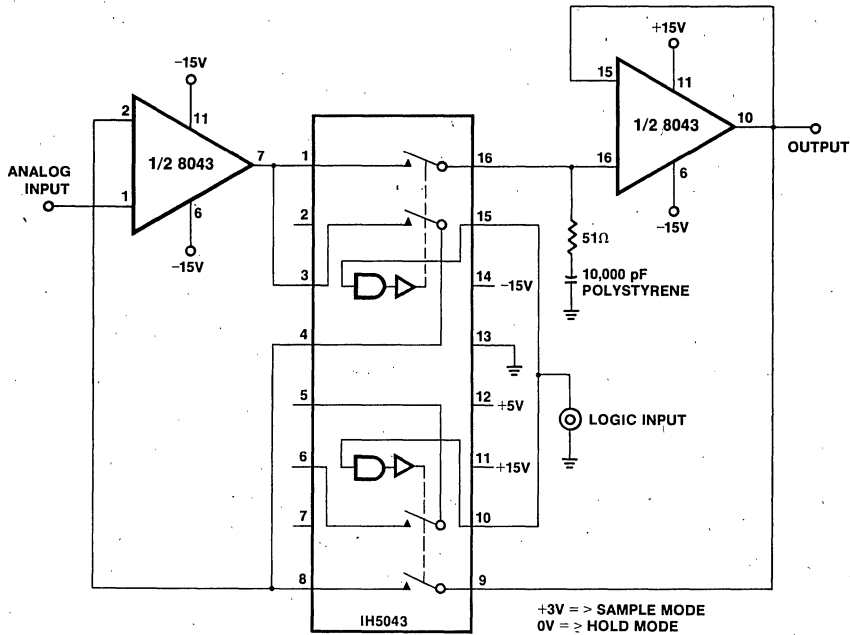 −15V
11
2
1/2 8043
7
ANALOG
INPUT
1
6
−15V
+15V
15
11
1/2 8043
10
OUTPUT
16
6
−15V
51Ω
10,000 pF
POLYSTYRENE
1
16
2
15
3
14
−15V
4
13
5
12
+5V
LOGIC INPUT
6
11
+15V
7
10
8
9
IH5043
+3V = > SAMPLE MODE
0V = > HOLD MODE